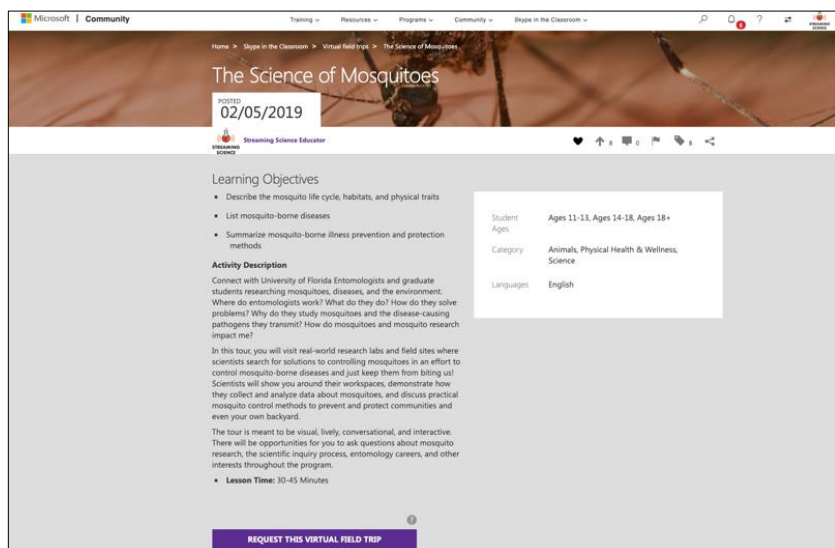 Microsoft | Community
Training
Resources
Programs
Community
Skype in the Classroom
?
STREAMING
SCIENCE
Home > Skype in the Classroom > Virtual field trips > The Science of Mosquitoes
The Science of Mosquitoes
POSTED
02/05/2019
STREAMING
SCIENCE
Streaming Science Educator
8
0
8
Learning Objectives
• Describe the mosquito life cycle, habitats, and physical traits
• List mosquito-borne diseases
• Summarize mosquito-borne illness prevention and protection
methods
Activity Description
Connect with University of Florida Entomologists and graduate
students researching mosquitoes, diseases, and the environment.
Where do entomologists work? What do they do? How do they solve
problems? Why do they study mosquitoes and the disease-causing
pathogens they transmit? How do mosquitoes and mosquito research
impact me?
In this tour, you will visit real-world research labs and field sites where
scientists search for solutions to controlling mosquitoes in an effort to
control mosquito-borne diseases and just keep them from biting us!
Scientists will show you around their workspaces, demonstrate how
they collect and analyze data about mosquitoes, and discuss practical
mosquito control methods to prevent and protect communities and
even your own backyard.
The tour is meant to be visual, lively, conversational, and interactive.
There will be opportunities for you to ask questions about mosquito
research, the scientific inquiry process, entomology careers, and other
interests throughout the program.
• Lesson Time: 30-45 Minutes
Student
Ages
Ages 11-13, Ages 14-18, Ages 18+
Category
Animals, Physical Health & Wellness,
Science
Languages
English
?
REQUEST THIS VIRTUAL FIELD TRIP